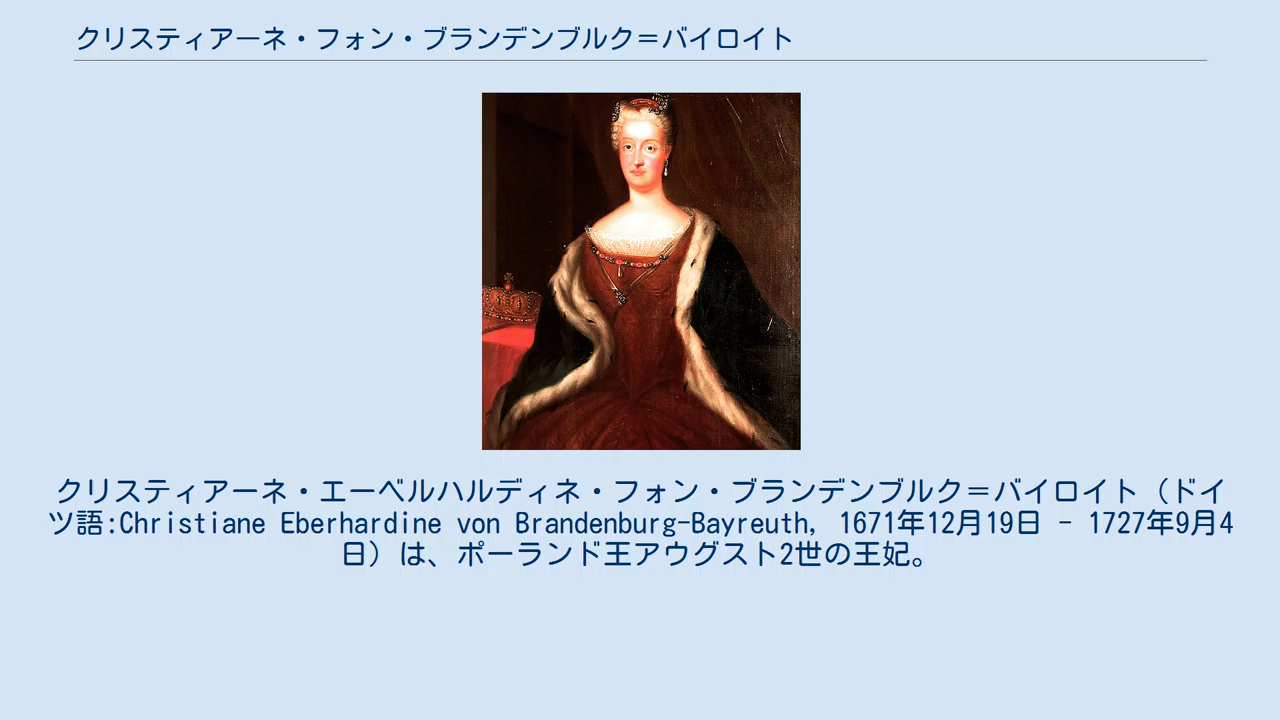 クリスティアーネ・フォン・ブランデンブルク＝バイロイト
クリスティアーネ・エーベルハルディネ・フォン・ブランデンブルク＝バイロイト（ドイ
ツ語:Christiane Eberhardine von Brandenburg-Bayreuth, 1671年12月19日 - 1727年9月4
日）は、ポーランド王アウグスト2世の王妃。